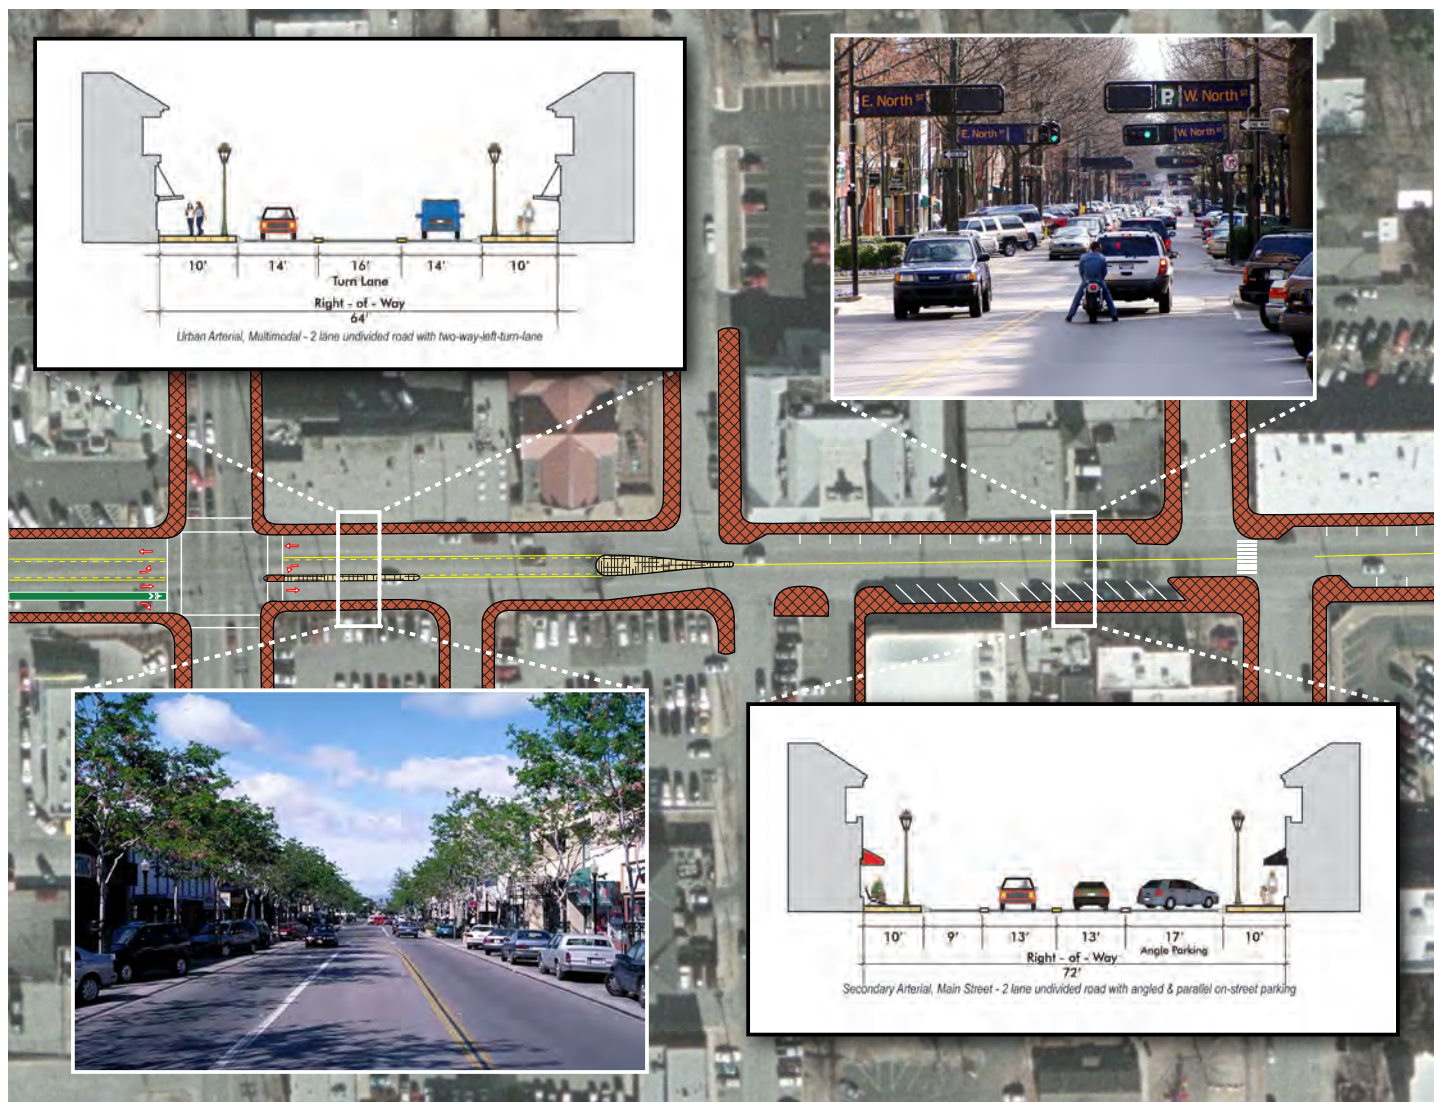 10' 14' 16' 14' 10'
Turn Lane
Right - of - Way
64'
Urban Arterial, Multimodal - 2 lane undivided road with two-way-left-turn-lane
E. North ST
P W. North ST
E. North ST
W. North ST
10' 9' 13' 13' 17' 10'
Angle Parking
Right - of - Way
72'
Secondary Arterial, Main Street - 2 lane undivided road with angled & parallel on-street parking